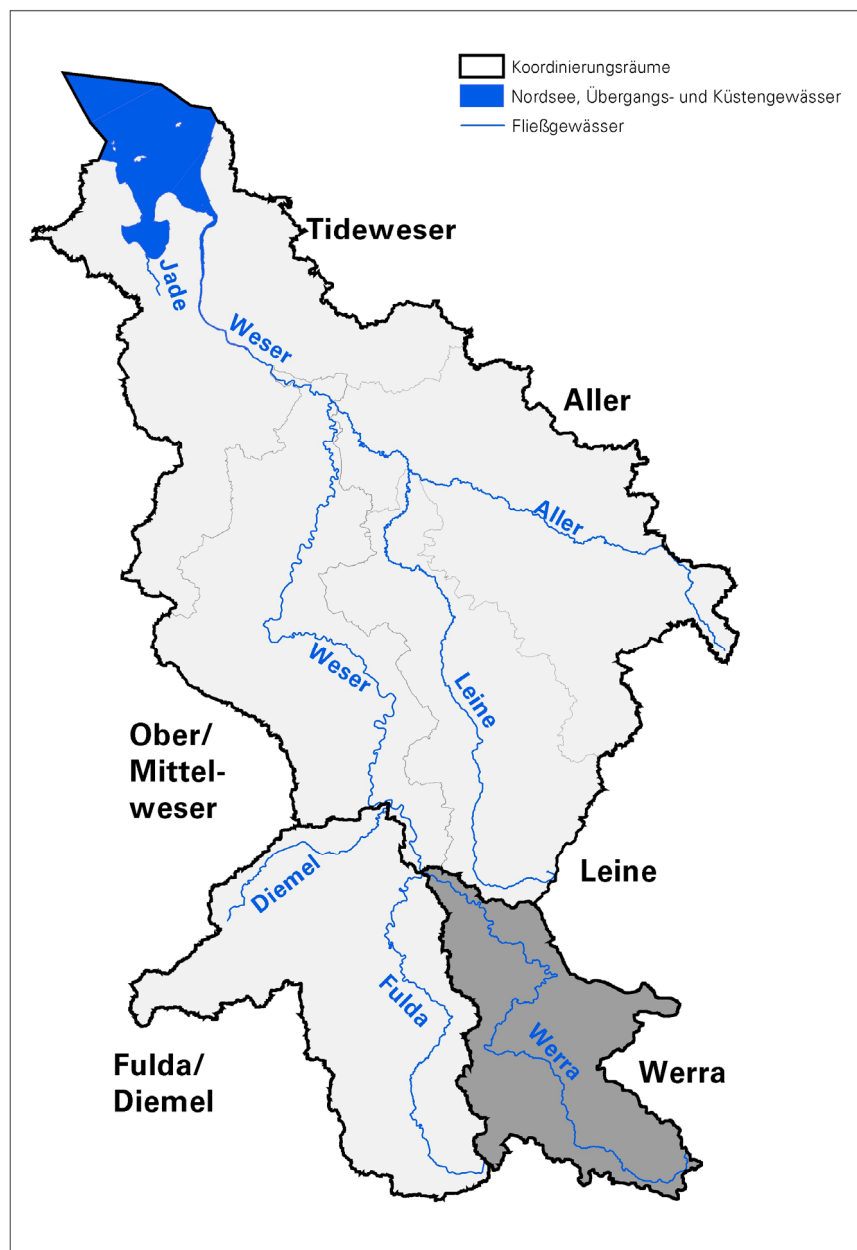 Koordinierungsräume
Nordsee, Übergangs- und Küstengewässer
Fließgewässer
Tideweser
Jade
Weser
Aller
Aller
Weser
Leine
Ober/
Mittel-
weser
Diemel
Leine
Fulda
Werra
Fulda/
Diemel
Werra